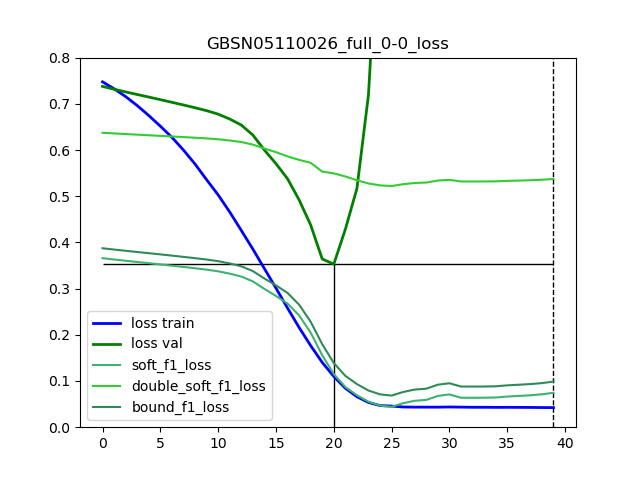 GBSN05110026_full_0-0_loss
0.8
0.7
0.6
0.5
0.4
0.3
0.2
0.1
0.0
loss train
loss val
soft_f1_loss
double_soft_f1_loss
bound_f1_loss
0 5 10 15 20 25 30 35 40